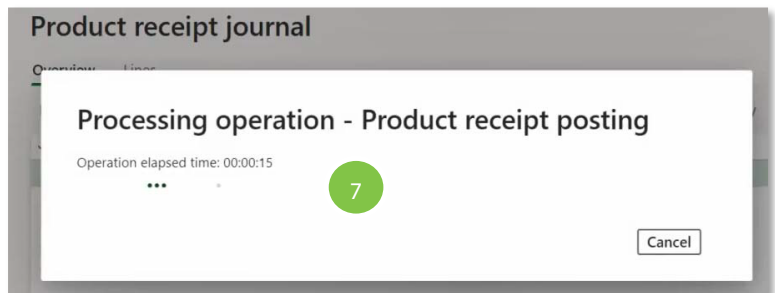 Product receipt journal
Overview Lines
Processing operation - Product receipt posting
Operation elapsed time: 00:00:15
7
Cancel